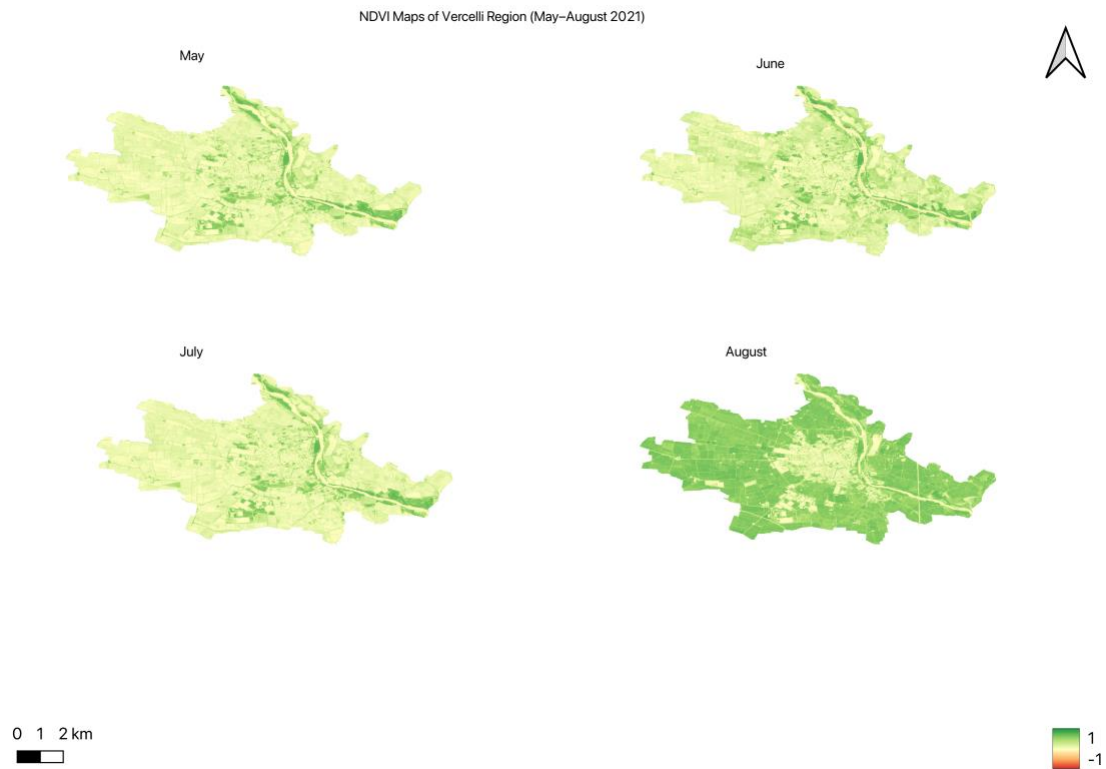 NDVI Maps of Vercelli Region (May–August 2021)
May
June
July
August
0 1 2 km
1
-1